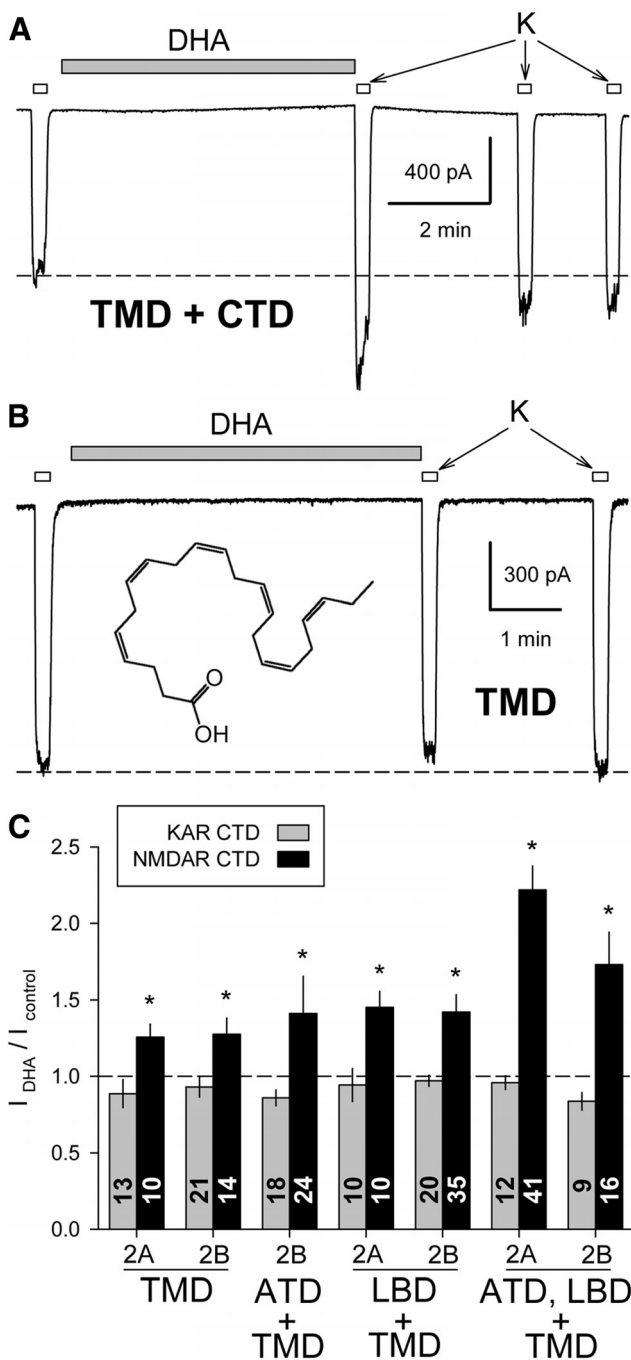 A
DHA
K
400 pA
2 min
TMD + CTD
B
DHA
K
300 pA
1 min
O
OH
TMD
C
KAR CTD
NMDAR CTD
2.5
2.0
1.5
1.0
0.5
0.0
I DHA / I control
* * * * * * *
13 10 21 14 18 24 10 10 20 35 12 41 9 16
2A 2B 2B 2A 2B 2A 2B
TMD ATD LBD ATD, LBD
+ + +
TMD TMD TMD